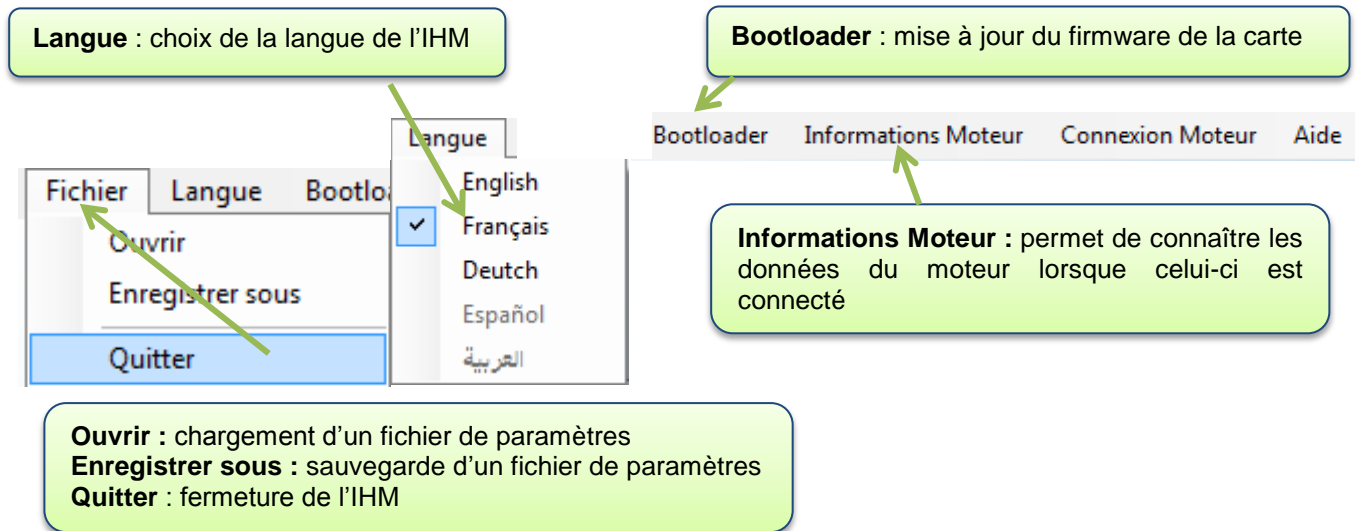 Langue : choix de la langue de l'IHM
Bootloader : mise à jour du firmware de la carte
Langue
Bootloader Informations Moteur Connexion Moteur Aide
English
Français
Deutch
Español
العربية
Fichier Langue Bootlo
Ouvrir
Enregistrer sous
Quitter
Informations Moteur : permet de connaître les
données du moteur lorsque celui-ci est
connecté
Ouvrir : chargement d'un fichier de paramètres
Enregistrer sous : sauvegarde d'un fichier de paramètres
Quitter : fermeture de l'IHM